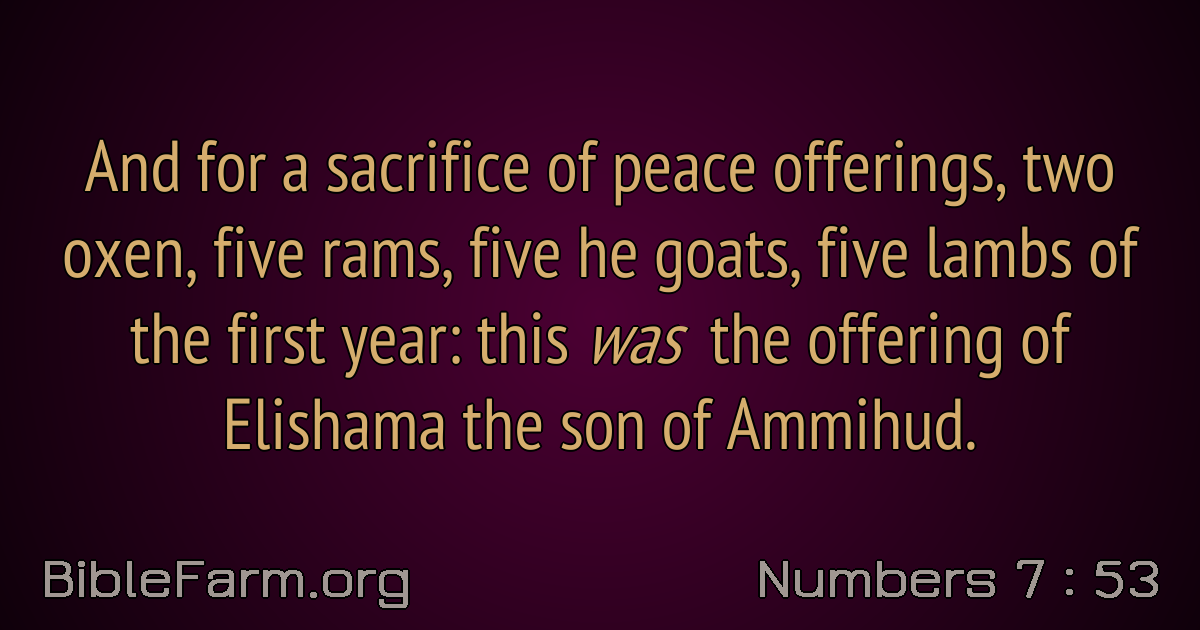 And for a sacrifice of peace offerings, two
oxen, five rams, five he goats, five lambs of
the first year: this was the offering of
Elishama the son of Ammihud.
BibleFarm.org
Numbers 7 : 53